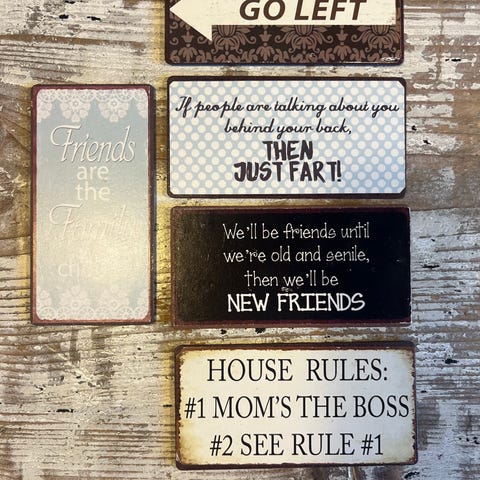 GO LEFT
If people are talking about you
behind your back,
THEN
JUST FART!
Friends
are
the
Family
We'll be friends until
we're old and senile,
then we'll be
NEW FRIENDS
HOUSE RULES:
#1 MOM'S THE BOSS
#2 SEE RULE #1